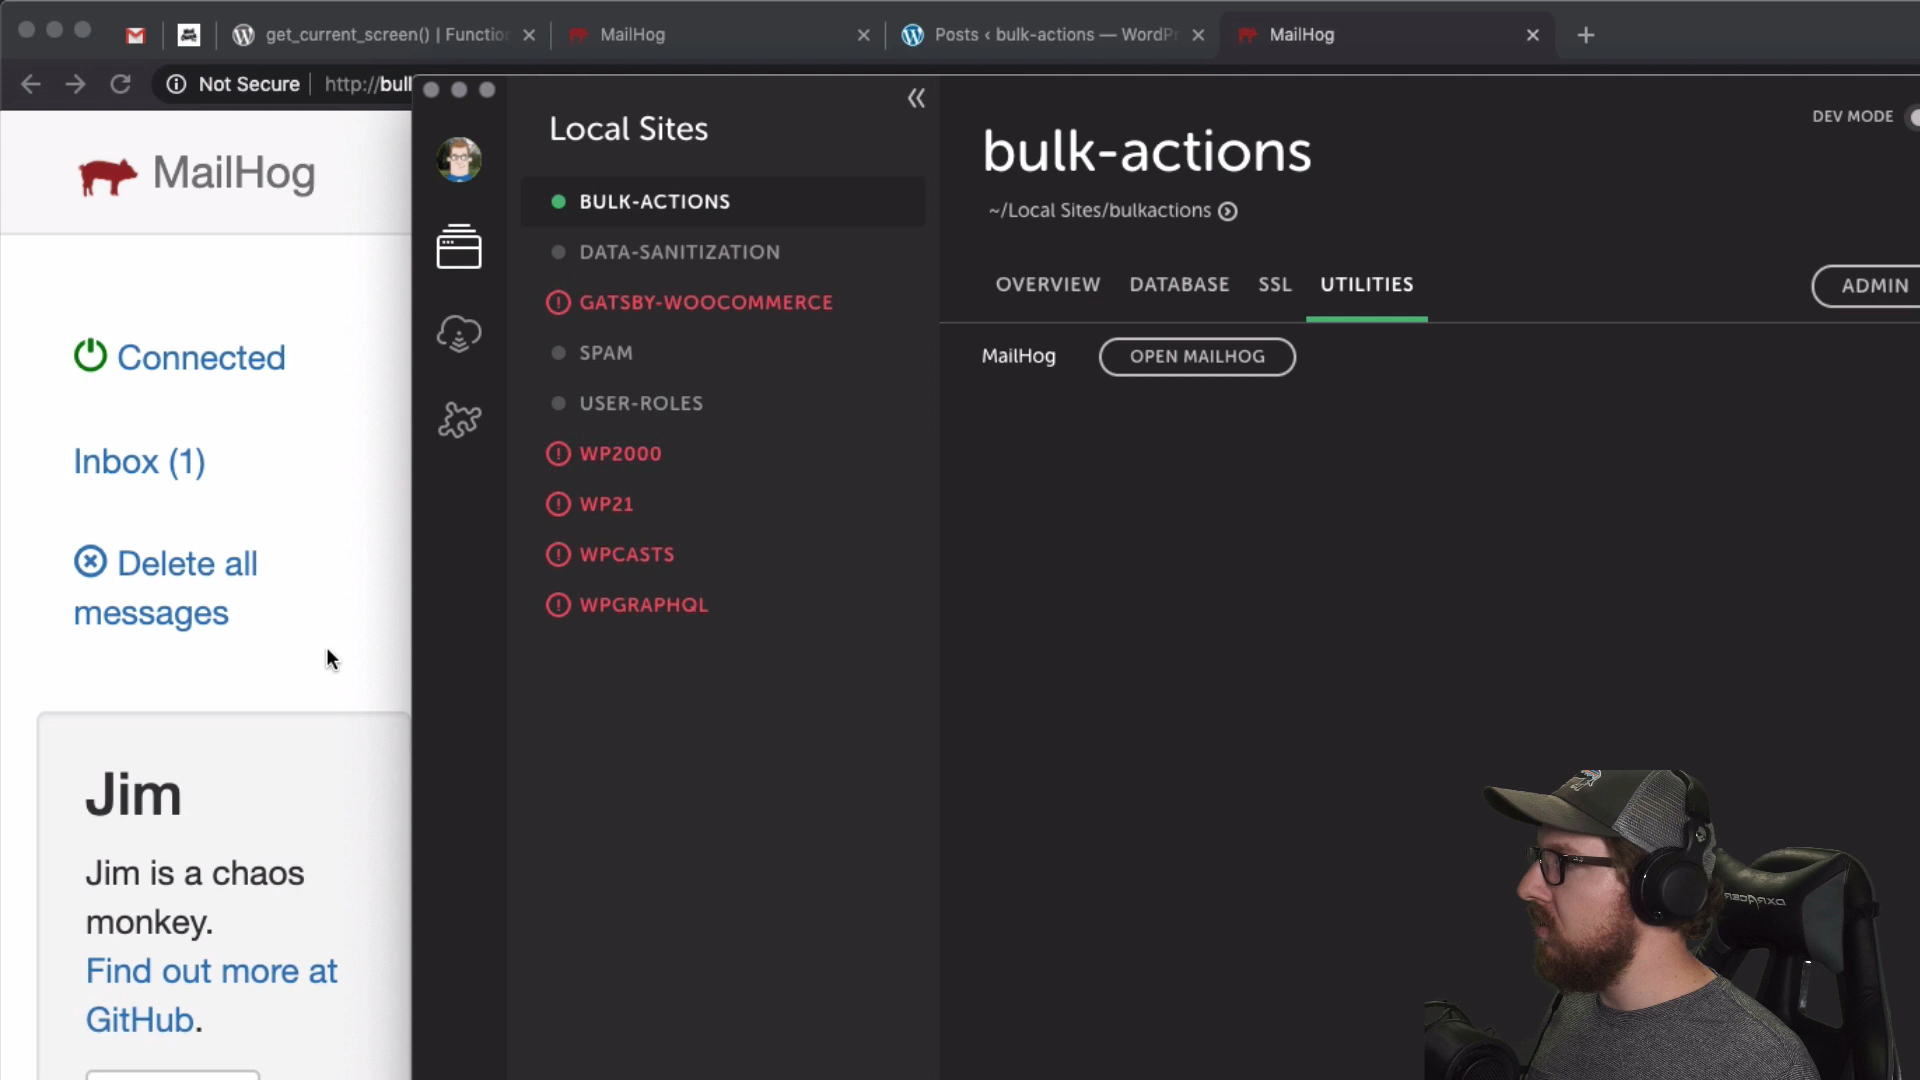 get_current_screen() | Functio
MailHog
Posts ‹ bulk-actions — WordPr
MailHog
Not Secure
http://bull
MailHog
Connected
Inbox (1)
Delete all
messages
Jim
Jim is a chaos
monkey.
Find out more at
GitHub.
Local Sites
BULK-ACTIONS
DATA-SANITIZATION
GATSBY-WOOCOMMERCE
SPAM
USER-ROLES
WP2000
WP21
WPCASTS
WPGRAPHQL
DEV MODE
bulk-actions
~/Local Sites/bulkactions
OVERVIEW
DATABASE
SSL
UTILITIES
ADMIN
MailHog
OPEN MAILHOG